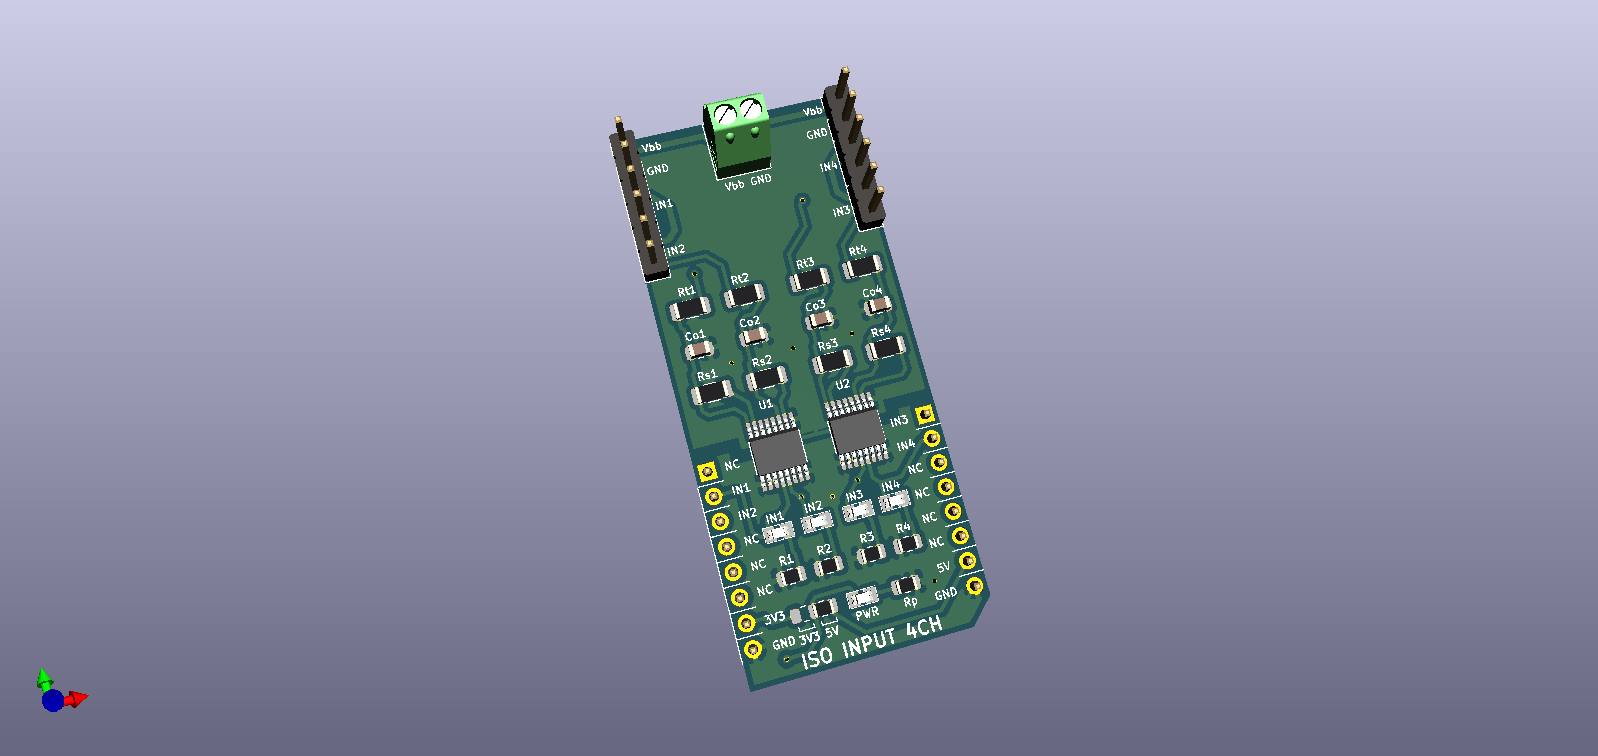 Vbb
GND
IN1
IN2
Vbb GND
Vbb
GND
IN4
IN3
Rt1
Rt2
Rt3
Rt4
Co1
Co2
Co3
Co4
Rs1
Rs2
Rs3
Rs4
U1
U2
NC
IN1
IN2
NC
NC
NC
3V3
GND
IN3
IN4
NC
NC
NC
NC
5V
GND
IN1
IN2
IN3
IN4
R1
R2
R3
R4
3V3
5V
PWR
Rp
ISO INPUT 4CH